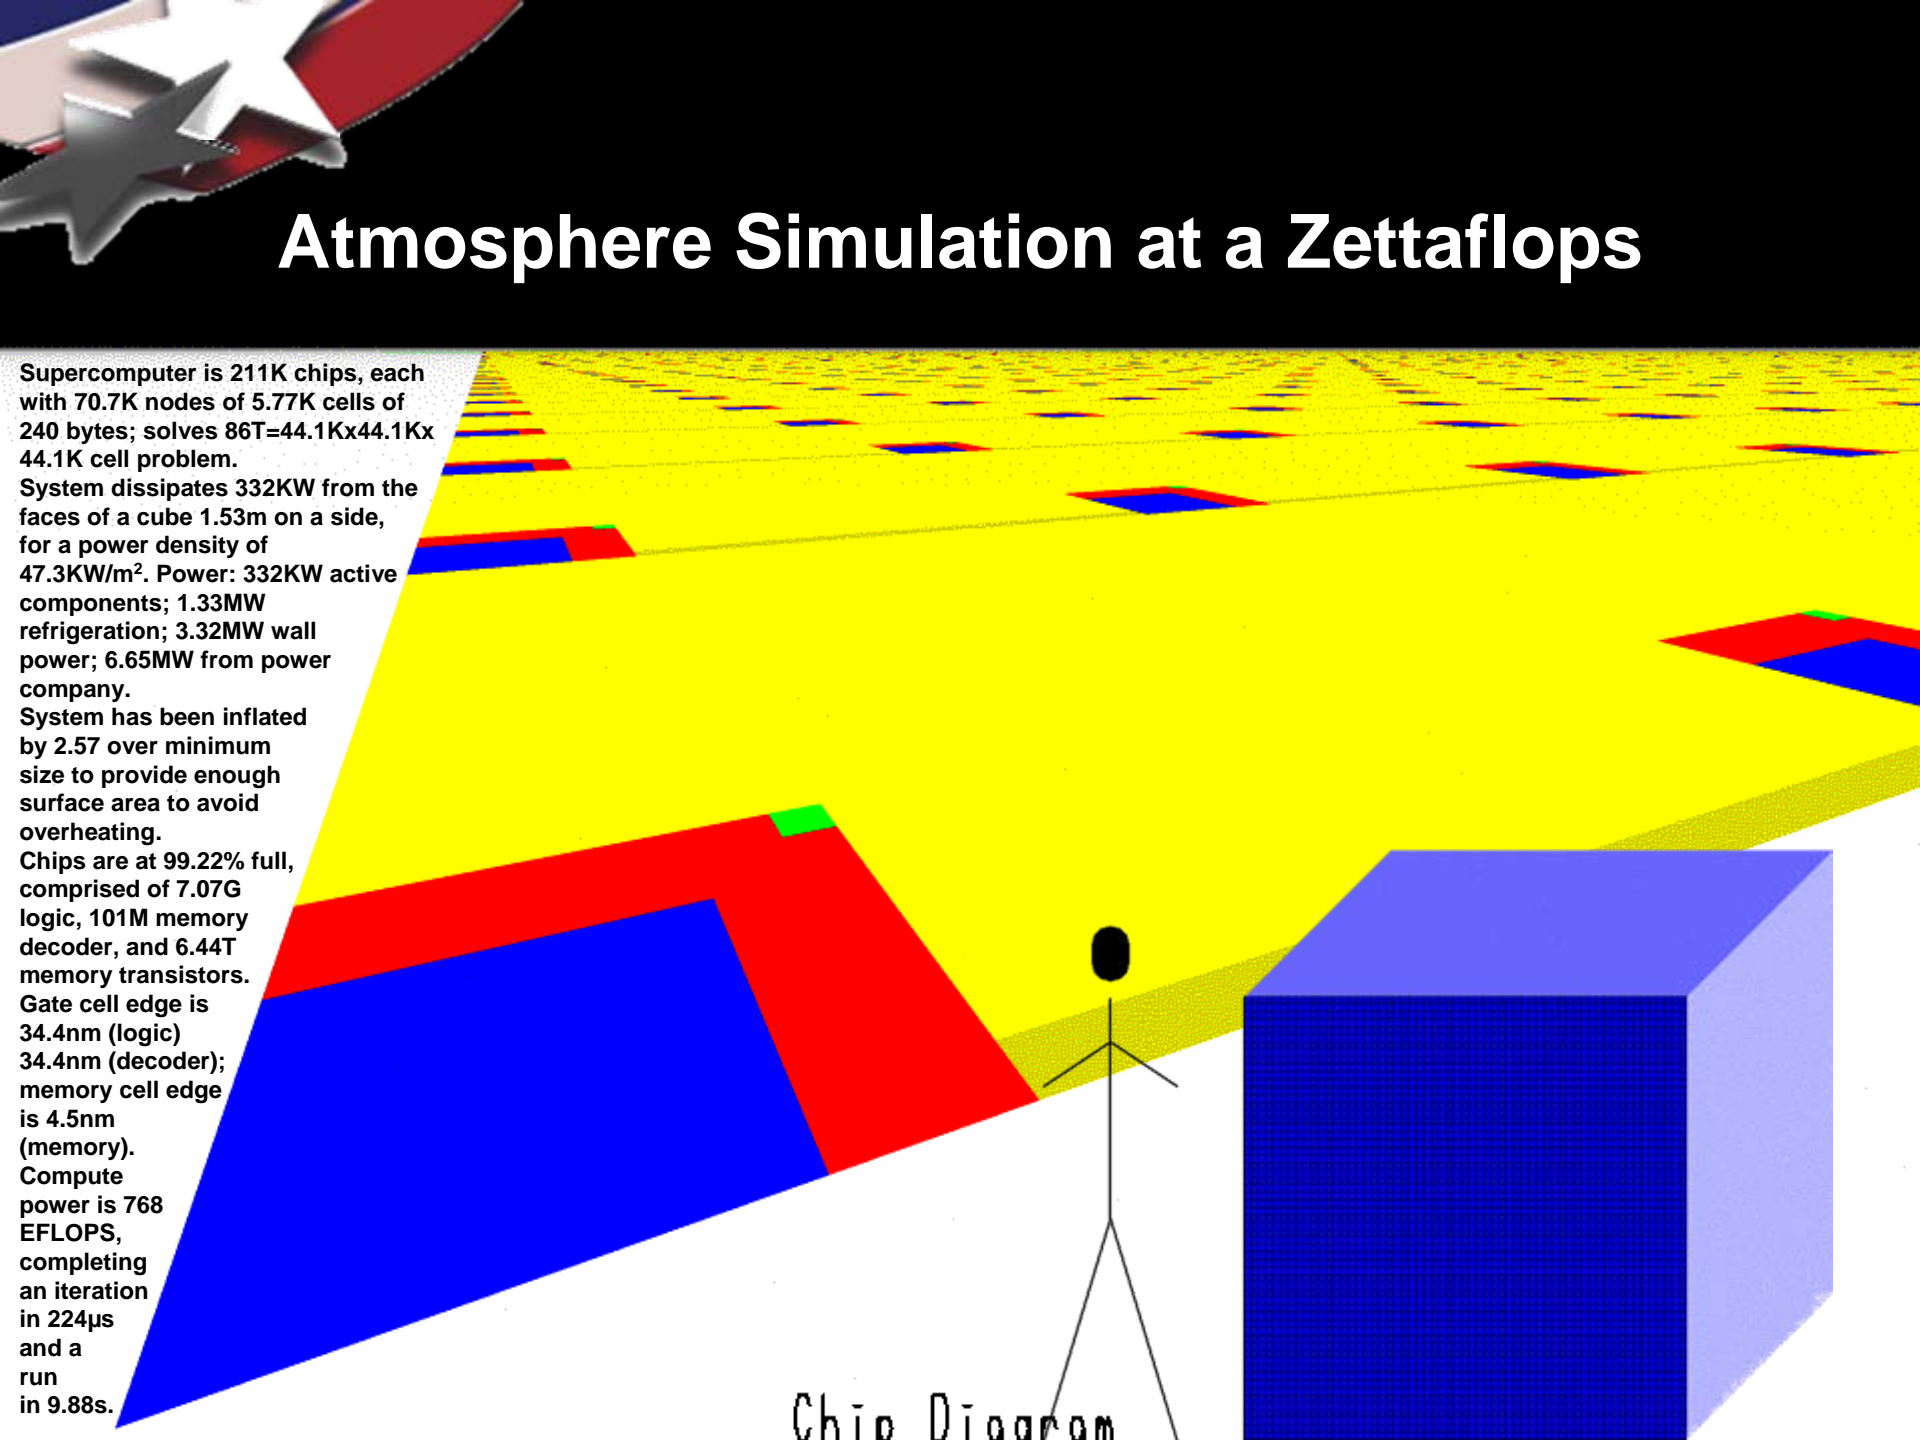 Atmosphere Simulation at a Zettaflops
Supercomputer is 211K chips, each
with 70.7K nodes of 5.77K cells of
240 bytes; solves 86T=44.1Kx44.1Kx
44.1K cell problem.
System dissipates 332KW from the
faces of a cube 1.53m on a side,
for a power density of
47.3KW/m². Power: 332KW active
components; 1.33MW
refrigeration; 3.32MW wall
power; 6.65MW from power
company.
System has been inflated
by 2.57 over minimum
size to provide enough
surface area to avoid
overheating.
Chips are at 99.22% full,
comprised of 7.07G
logic, 101M memory
decoder, and 6.44T
memory transistors.
Gate cell edge is
34.4nm (logic)
34.4nm (decoder);
memory cell edge
is 4.5nm
(memory).
Compute
power is 768
EFLOPS,
completing
an iteration
in 224µs
and a
run
in 9.88s.
Chip Diagram